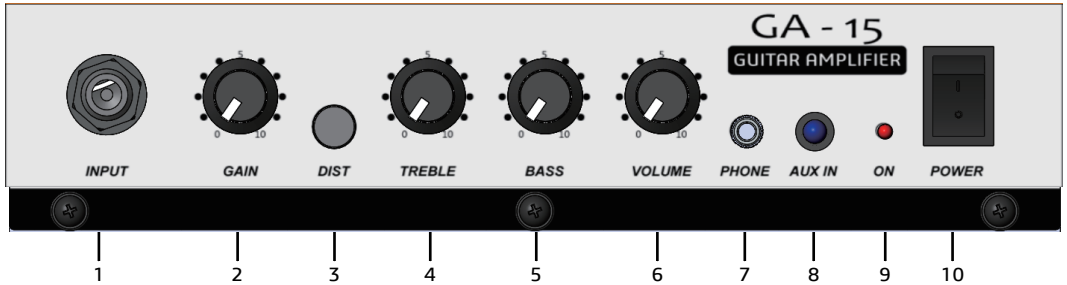 GA - 15
GUITAR AMPLIFIER
5 5 5 5
0 10 0 10 0 10 0 10
INPUT GAIN DIST TREBLE BASS VOLUME PHONE AUX IN ON POWER
1 2 3 4 5 6 7 8 9 10